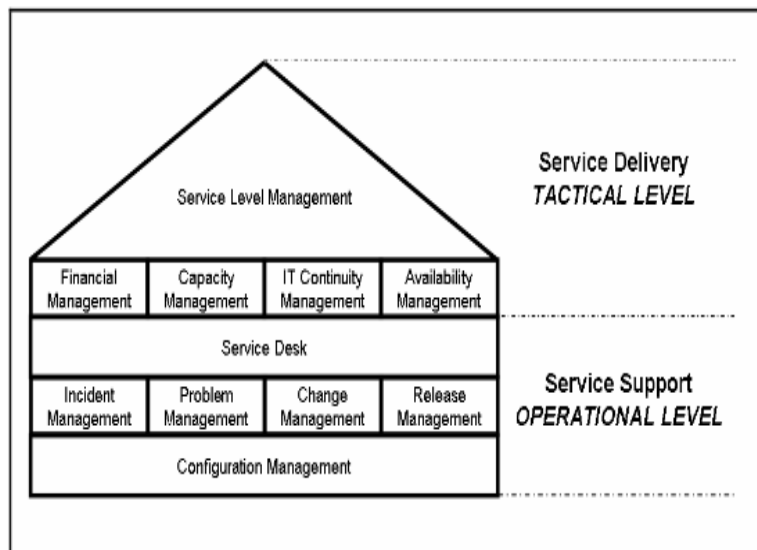 Service Level Management
Service Delivery
TACTICAL LEVEL
Financial
Management
Capacity
Management
IT Continuity
Management
Availability
Management
Service Desk
Incident
Management
Problem
Management
Change
Management
Release
Management
Service Support
OPERATIONAL LEVEL
Configuration Management